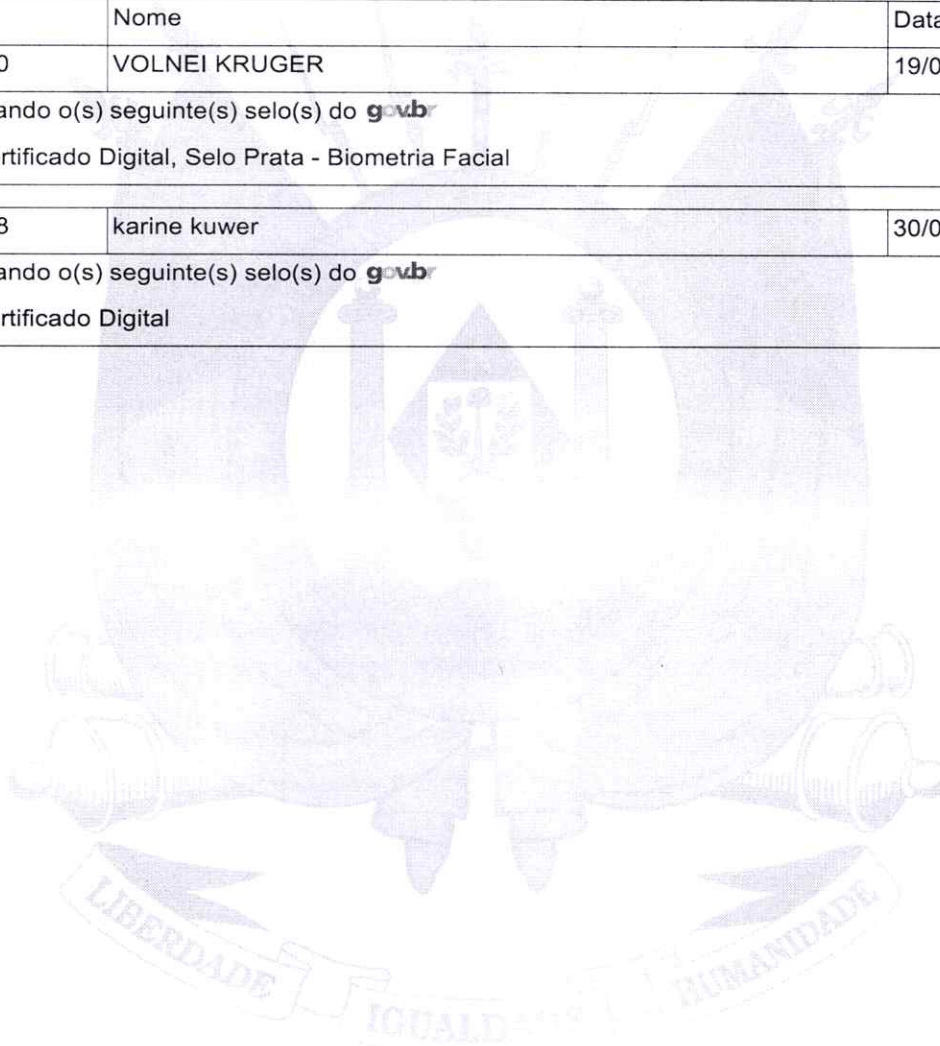 Nome Data
0 VOLNEI KRUGER 19/0
ando o(s) seguinte(s) selo(s) do gov.br
rtificado Digital, Selo Prata - Biometria Facial
8 karine kuwer 30/0
ando o(s) seguinte(s) selo(s) do gov.br
rtificado Digital
LIBERDADE IGUALDADE HUMANIDADE